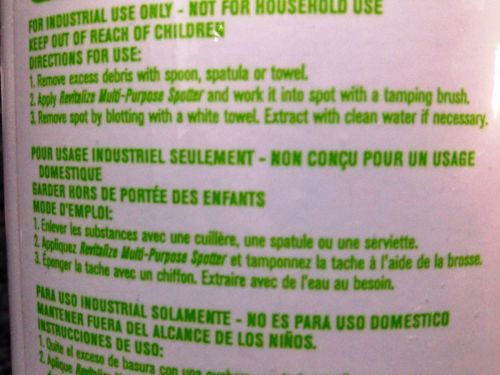 FOR INDUSTRIAL USE ONLY - NOT FOR HOUSEHOLD USE
KEEP OUT OF REACH OF CHILDREN
DIRECTIONS FOR USE:
1. Remove excess debris with spoon, spatula or towel.
2. Apply Revitalize Multi-Purpose Spotter and work it into spot with a tamping brush.
3. Remove spot by blotting with a white towel. Extract with clean water if necessary.
POUR USAGE INDUSTRIEL SEULEMENT - NON CONÇU POUR UN USAGE
DOMESTIQUE
GARDER HORS DE PORTÉE DES ENFANTS
MODE D'EMPLOI:
1. Enlever les substances avec une cuillère, une spatule ou une serviette.
2. Appliquez Revitalize Multi-Purpose Spotter et tamponnez la tache à l'aide de la brosse.
3. Éponger la tache avec un chiffon. Extraire avec de l'eau au besoin.
PARA USO INDUSTRIAL SOLAMENTE - NO ES PARA USO DOMESTICO
MANTENER FUERA DEL ALCANCE DE LOS NIÑOS.
INSTRUCCIONES DE USO:
1. Quite el exceso de basura con una
2. Aplique